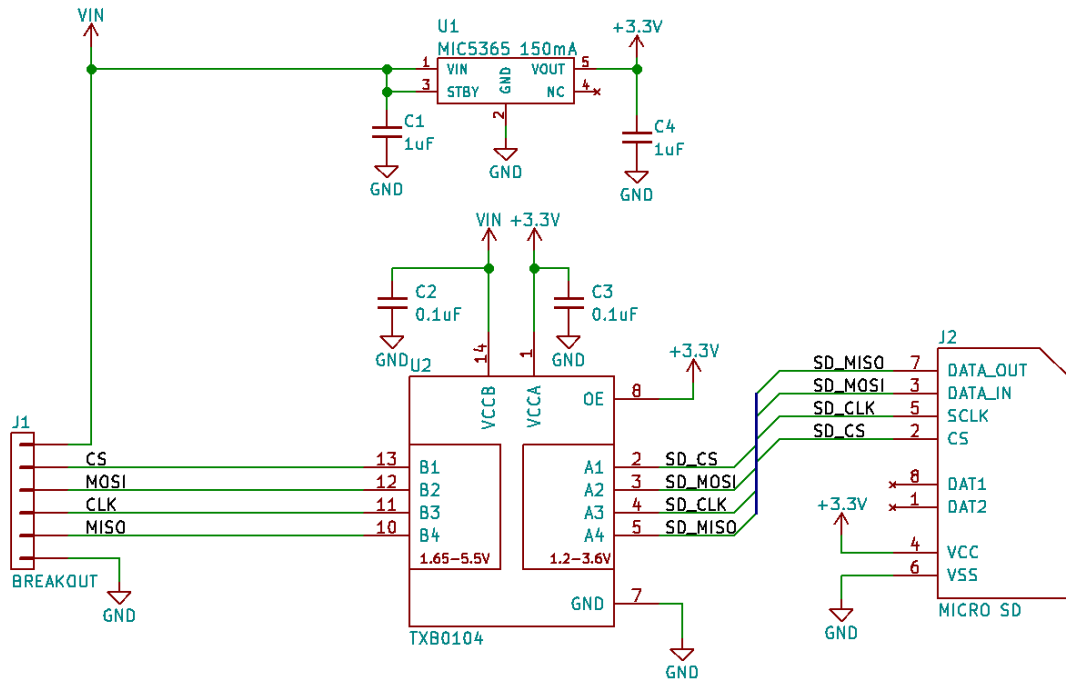 VIN
U1
MIC5365 150mA
+3.3V
1 VIN GND VOUT 5
3 STBY NC 4
2
C1
1uF
GND
GND
C4
1uF
GND
VIN +3.3V
C2
0.1uF
GND
C3
0.1uF
GND
U2
14 1
VCCB VCCA
+3.3V
OE 8
J2
SD_MISO 7 DATA_OUT
SD_MOSI 3 DATA_IN
SD_CLK 5 SCLK
SD_CS 2 CS
8 DAT1
1 DAT2
+3.3V
4 VCC
6 VSS
GND
MICRO SD
J1
CS 13 B1 A1 2 SD_CS
MOSI 12 B2 A2 3 SD_MOSI
CLK 11 B3 A3 4 SD_CLK
MISO 10 B4 A4 5 SD_MISO
1.65-5.5V 1.2-3.6V
BREAKOUT
GND
GND 7
TXB0104
GND